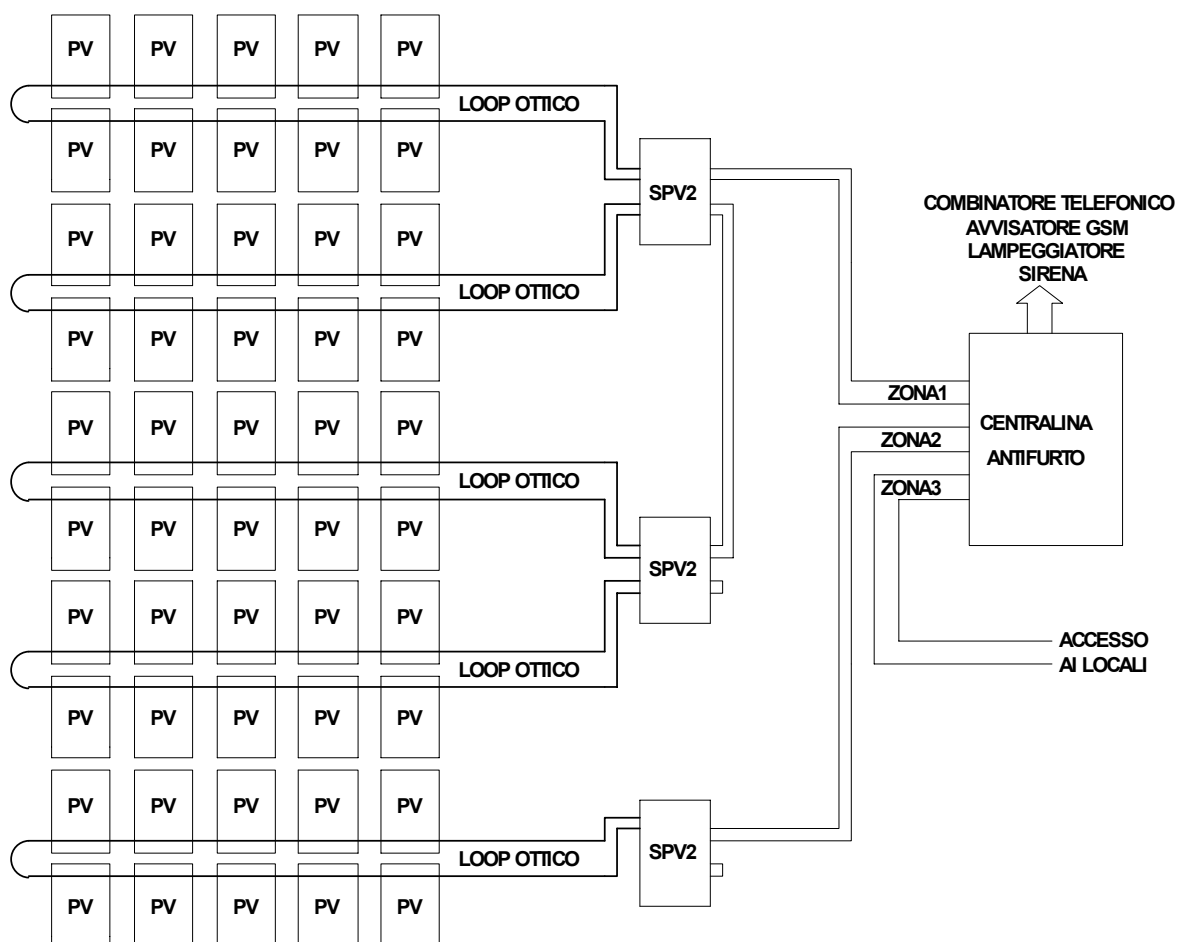 PV PV PV PV PV
LOOP OTTICO
PV PV PV PV PV
SPV2
PV PV PV PV PV
LOOP OTTICO
PV PV PV PV PV
PV PV PV PV PV
LOOP OTTICO
PV PV PV PV PV
SPV2
PV PV PV PV PV
LOOP OTTICO
PV PV PV PV PV
PV PV PV PV PV
LOOP OTTICO
SPV2
PV PV PV PV PV
COMBINATORE TELEFONICO
AVVISATORE GSM
LAMPEGGIATORE
SIRENA
ZONA1
ZONA2
ZONA3
CENTRALINA
ANTIFURTO
ACCESSO
AI LOCALI